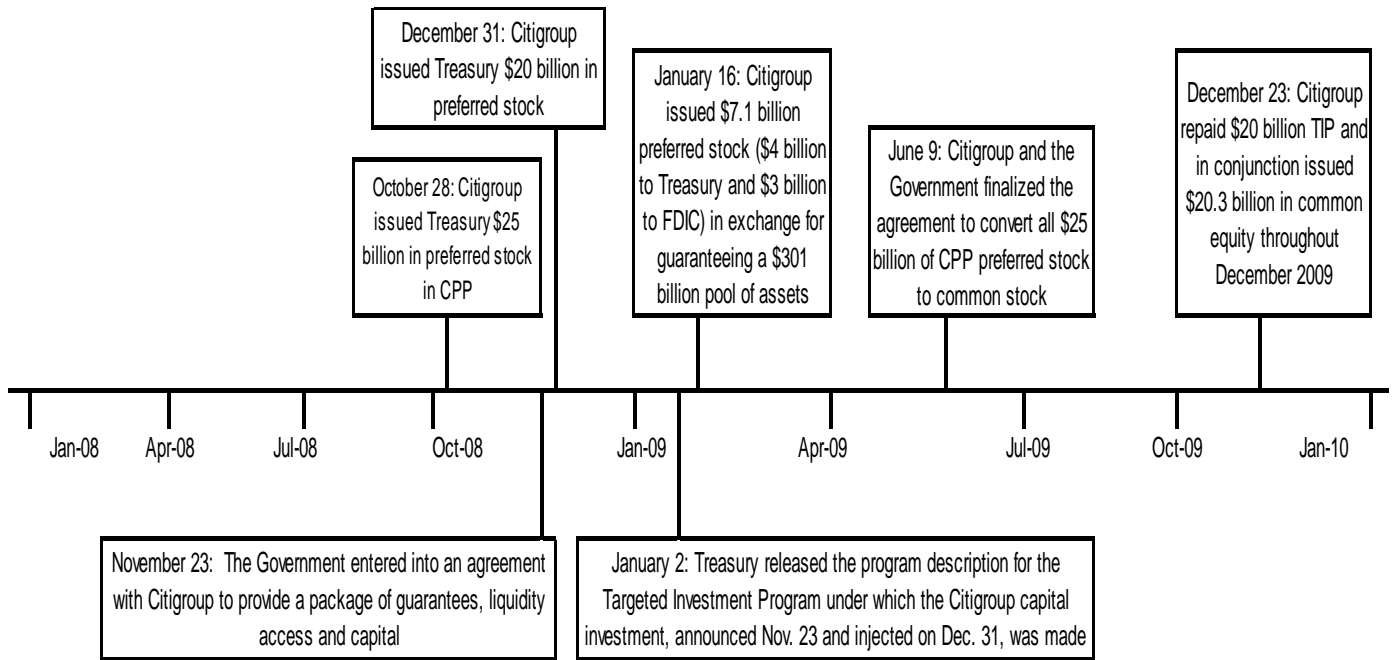 December 31: Citigroup
issued Treasury $20 billion in
preferred stock
October 28: Citigroup
issued Treasury $25
billion in preferred stock
in CPP
January 16: Citigroup
issued $7.1 billion
preferred stock ($4 billion
to Treasury and $3 billion
to FDIC) in exchange for
guaranteeing a $301
billion pool of assets
June 9: Citigroup and the
Government finalized the
agreement to convert all $25
billion of CPP preferred stock
to common stock
December 23: Citigroup
repaid $20 billion TIP and
in conjunction issued
$20.3 billion in common
equity throughout
December 2009
Jan-08 Apr-08 Jul-08 Oct-08 Jan-09 Apr-09 Jul-09 Oct-09 Jan-10
November 23: The Government entered into an agreement
with Citigroup to provide a package of guarantees, liquidity
access and capital
January 2: Treasury released the program description for the
Targeted Investment Program under which the Citigroup capital
investment, announced Nov. 23 and injected on Dec. 31, was made